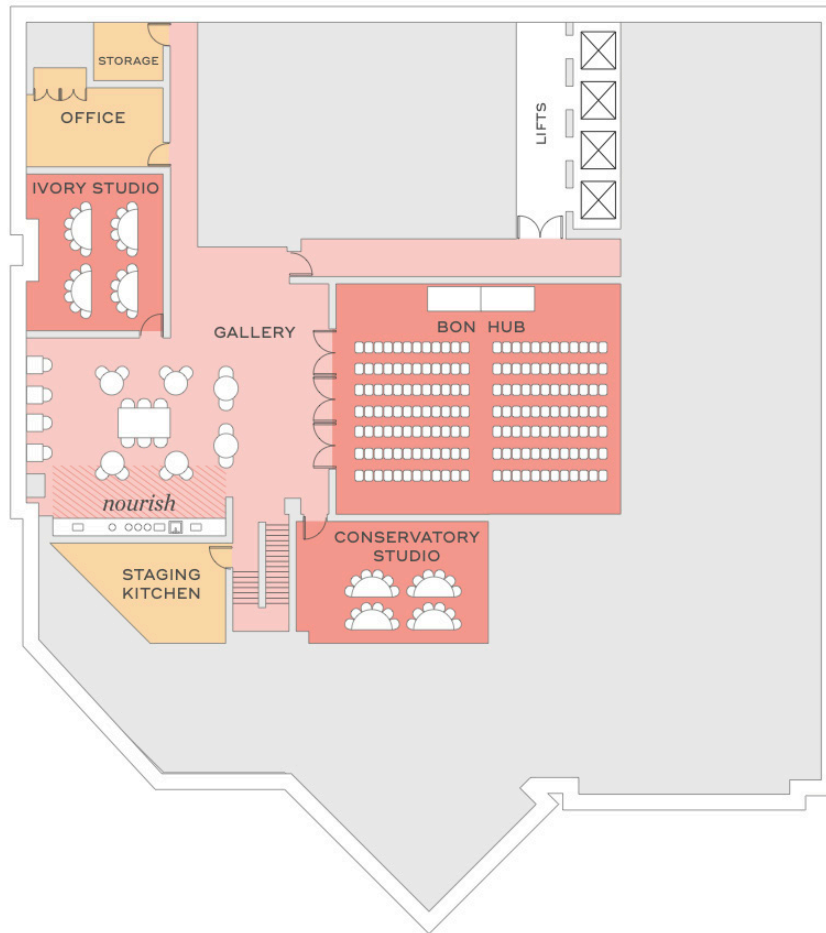 STORAGE
OFFICE
LIFTS
IVORY STUDIO
GALLERY
BON HUB
nourish
CONSERVATORY
STUDIO
STAGING
KITCHEN